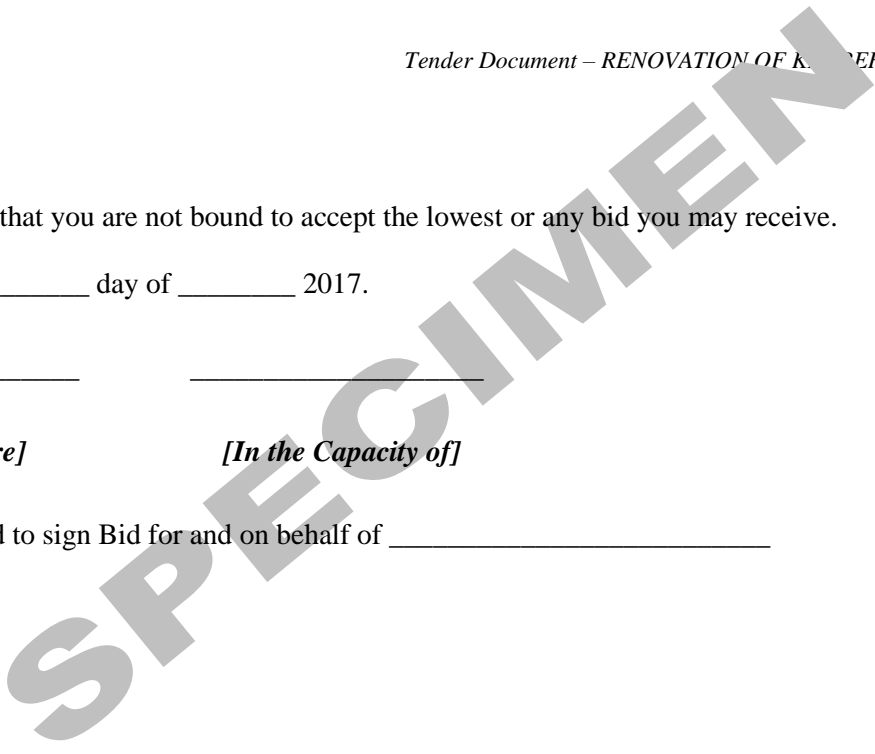 Tender Document – RENOVATION OF
that you are not bound to accept the lowest or any bid you may receive.
_______ day of ________ 2017.
______ ____________________
[In the Capacity of]
to sign Bid for and on behalf of __________________________
SPECIMEN